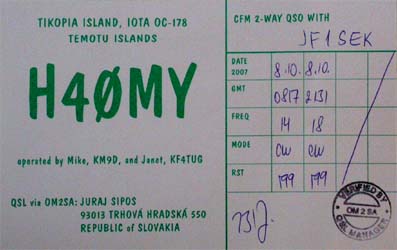 TIKOPIA ISLAND, IOTA OC-178
TEMOTU ISLANDS
H4ØMY
operated by Mike, KM9D, and Janet, KF4TUG
QSL via OM2SA: JURAJ SIPOS
93013 TRHOVÁ HRADSKÁ 550
REPUBLIC of SLOVAKIA
CFM 2-WAY QSO WITH
JF1SEK
DATE 2007 8.10. 8.10.
GMT 0817 2131
FREQ 14 18
MODE CW CW
RST 599 599
VERIFIED BY
OM2SA
QSL MANAGER